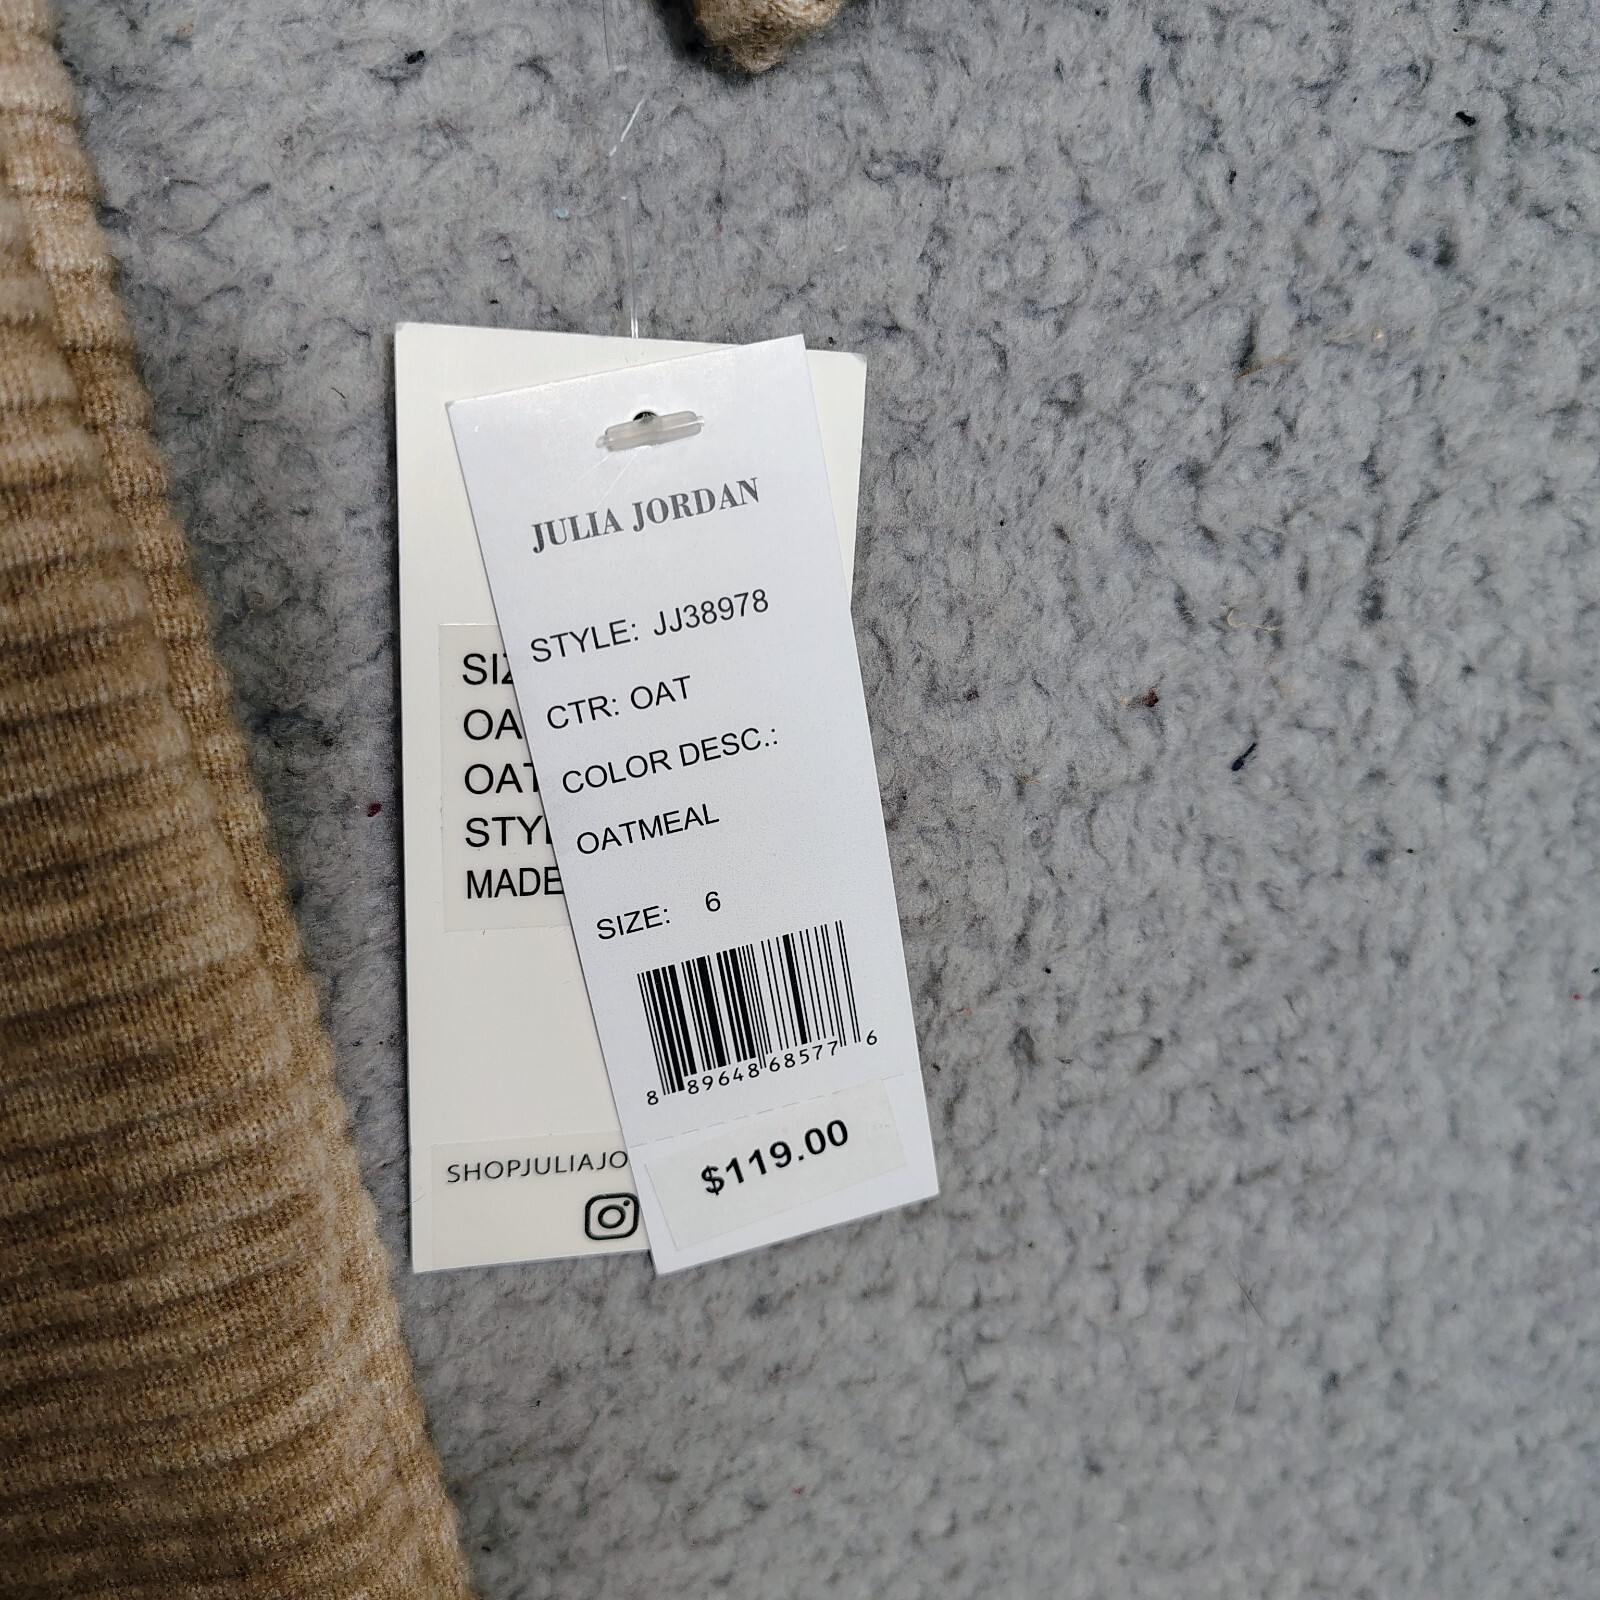 JULIA JORDAN
STYLE: JJ38978
CTR: OAT
COLOR DESC.:
OATMEAL
SIZE: 6
8 89648 68577 6
$119.00
SIZ
OA
OAT
STY
MADE
SHOPJULIAJO